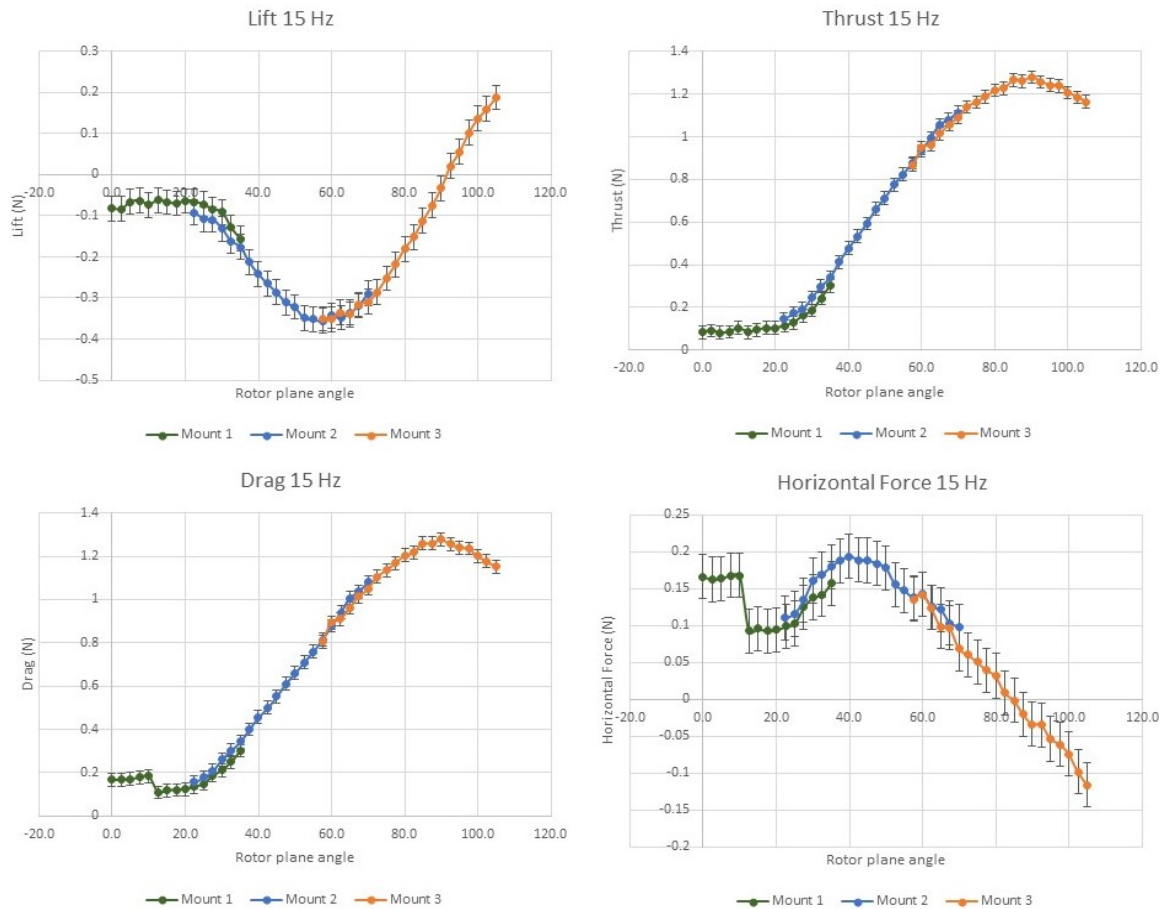 Lift 15 Hz
0.3
0.2
0.1
0
-20.0 0.0 20.0 40.0 60.0 80.0 100.0 120.0
-0.1
-0.2
-0.3
-0.4
-0.5
Lift (N)
Rotor plane angle
Mount 1 Mount 2 Mount 3
Thrust 15 Hz
1.4
1.2
1
0.8
0.6
0.4
0.2
0
-20.0 0.0 20.0 40.0 60.0 80.0 100.0 120.0
Thrust (N)
Rotor plane angle
Mount 1 Mount 2 Mount 3
Drag 15 Hz
1.4
1.2
1
0.8
0.6
0.4
0.2
0
-20.0 0.0 20.0 40.0 60.0 80.0 100.0 120.0
Drag (N)
Rotor plane angle
Mount 1 Mount 2 Mount 3
Horizontal Force 15 Hz
0.25
0.2
0.15
0.1
0.05
0
-20.0 0.0 20.0 40.0 60.0 80.0 100.0 120.0
-0.05
-0.1
-0.15
-0.2
Horizontal Force (N)
Rotor plane angle
Mount 1 Mount 2 Mount 3